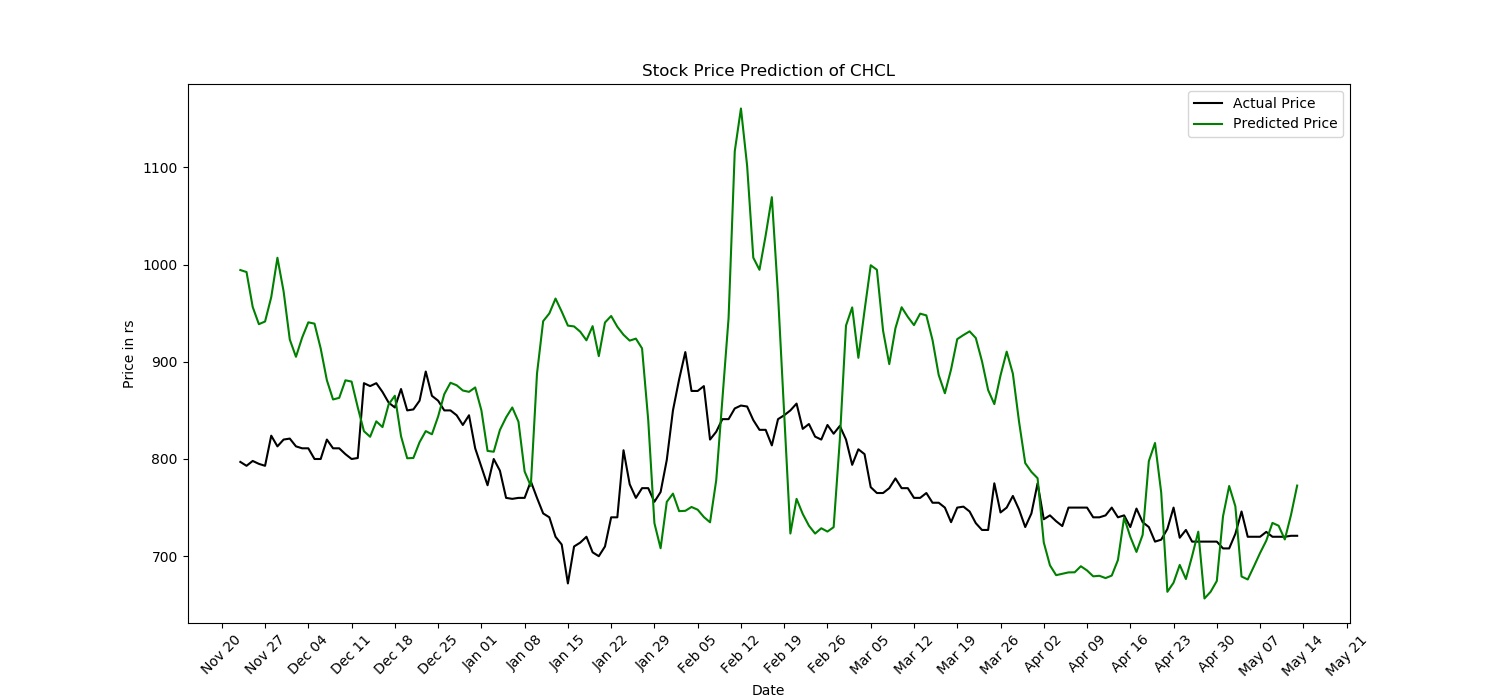 Stock Price Prediction of CHCL
Actual Price
Predicted Price
Price in rs
1100
1000
900
800
700
Nov 20
Nov 27
Dec 04
Dec 11
Dec 18
Dec 25
Jan 01
Jan 08
Jan 15
Jan 22
Jan 29
Feb 05
Feb 12
Feb 19
Feb 26
Mar 05
Mar 12
Mar 19
Mar 26
Apr 02
Apr 09
Apr 16
Apr 23
Apr 30
May 07
May 14
May 21
Date